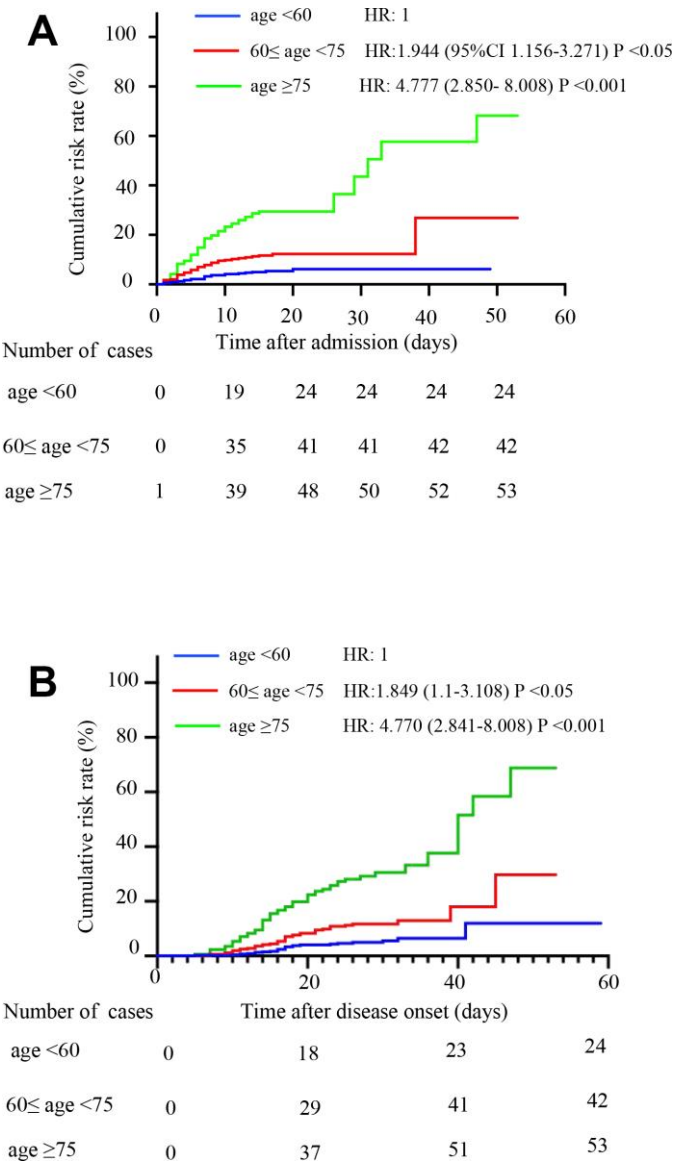 A
age <60 HR: 1
60≤ age <75 HR:1.944 (95%CI 1.156-3.271) P <0.05
age ≥75 HR: 4.777 (2.850- 8.008) P <0.001
Cumulative risk rate (%)
100
80
60
40
20
0
0 10 20 30 40 50 60
Time after admission (days)
Number of cases
age <60 0 19 24 24 24 24
60≤ age <75 0 35 41 41 42 42
age ≥75 1 39 48 50 52 53
B
age <60 HR: 1
60≤ age <75 HR:1.849 (1.1-3.108) P <0.05
age ≥75 HR: 4.770 (2.841-8.008) P <0.001
Cumulative risk rate (%)
100
80
60
40
20
0
0 20 40 60
Number of cases Time after disease onset (days)
age <60 0 18 23 24
60≤ age <75 0 29 41 42
age ≥75 0 37 51 53